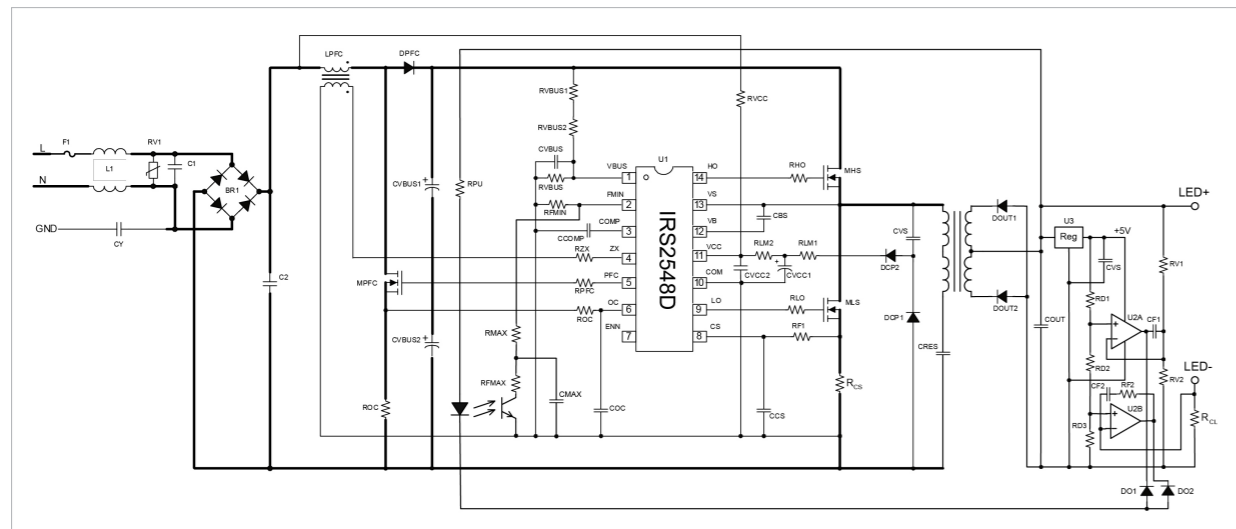 LPFC
DPFC
RVBUS1
RVCC
RVBUS2
F1
RV1
C1
L
L1
N
BR1
GND
CY
CVBUS
VBUS
RVBUS
FMIN
RFMIN
COMP
CCOMP
ZX
RZX
PFC
RPFC
OC
ROC
ENN
U1
IRS2548D
1
2
3
4
5
6
7
14
13
12
11
10
9
8
HO
VS
VB
VCC
COM
LO
CS
RHO
MHS
CBS
RLM2
RLM1
CVCC2
CVCC1
RLO
MLS
RF1
RCS
CCS
CVS
DCP2
DCP1
CRES
DOUT1
DOUT2
COUT
CVBUS1
+
RPU
CVBUS2
+
+
C2
MPFC
ROC
RMAX
RFMAX
CMAX
COC
U3
Reg
+5V
CVS
RD1
U2A
CF1
RD2
CF2
RF2
U2B
RD3
RV1
RV2
LED+
LED-
RCL
DO1
DO2